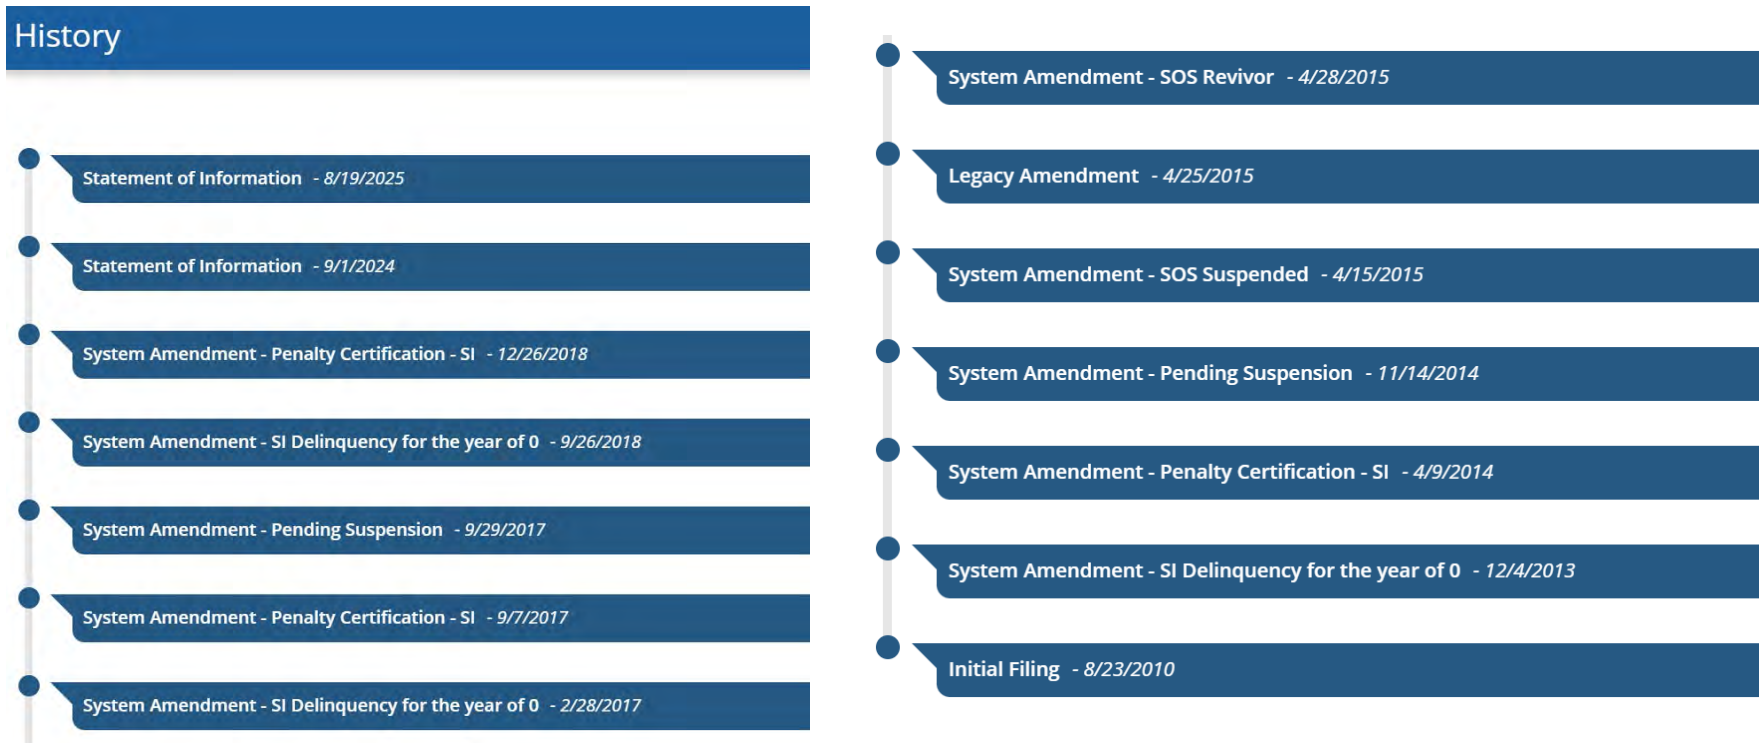 History
Statement of Information - 8/19/2025
Statement of Information - 9/1/2024
System Amendment - Penalty Certification - SI - 12/26/2018
System Amendment - SI Delinquency for the year of 0 - 9/26/2018
System Amendment - Pending Suspension - 9/29/2017
System Amendment - Penalty Certification - SI - 9/7/2017
System Amendment - SI Delinquency for the year of 0 - 2/28/2017
System Amendment - SOS Revivor - 4/28/2015
Legacy Amendment - 4/25/2015
System Amendment - SOS Suspended - 4/15/2015
System Amendment - Pending Suspension - 11/14/2014
System Amendment - Penalty Certification - SI - 4/9/2014
System Amendment - SI Delinquency for the year of 0 - 12/4/2013
Initial Filing - 8/23/2010